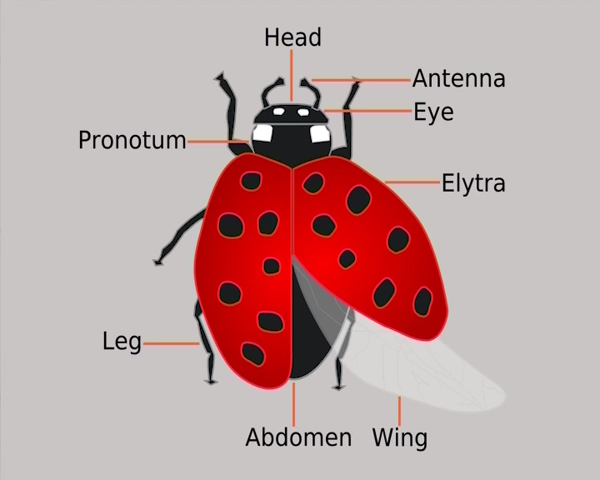 Head
Antenna
Eye
Pronotum
Elytra
Leg
Abdomen
Wing